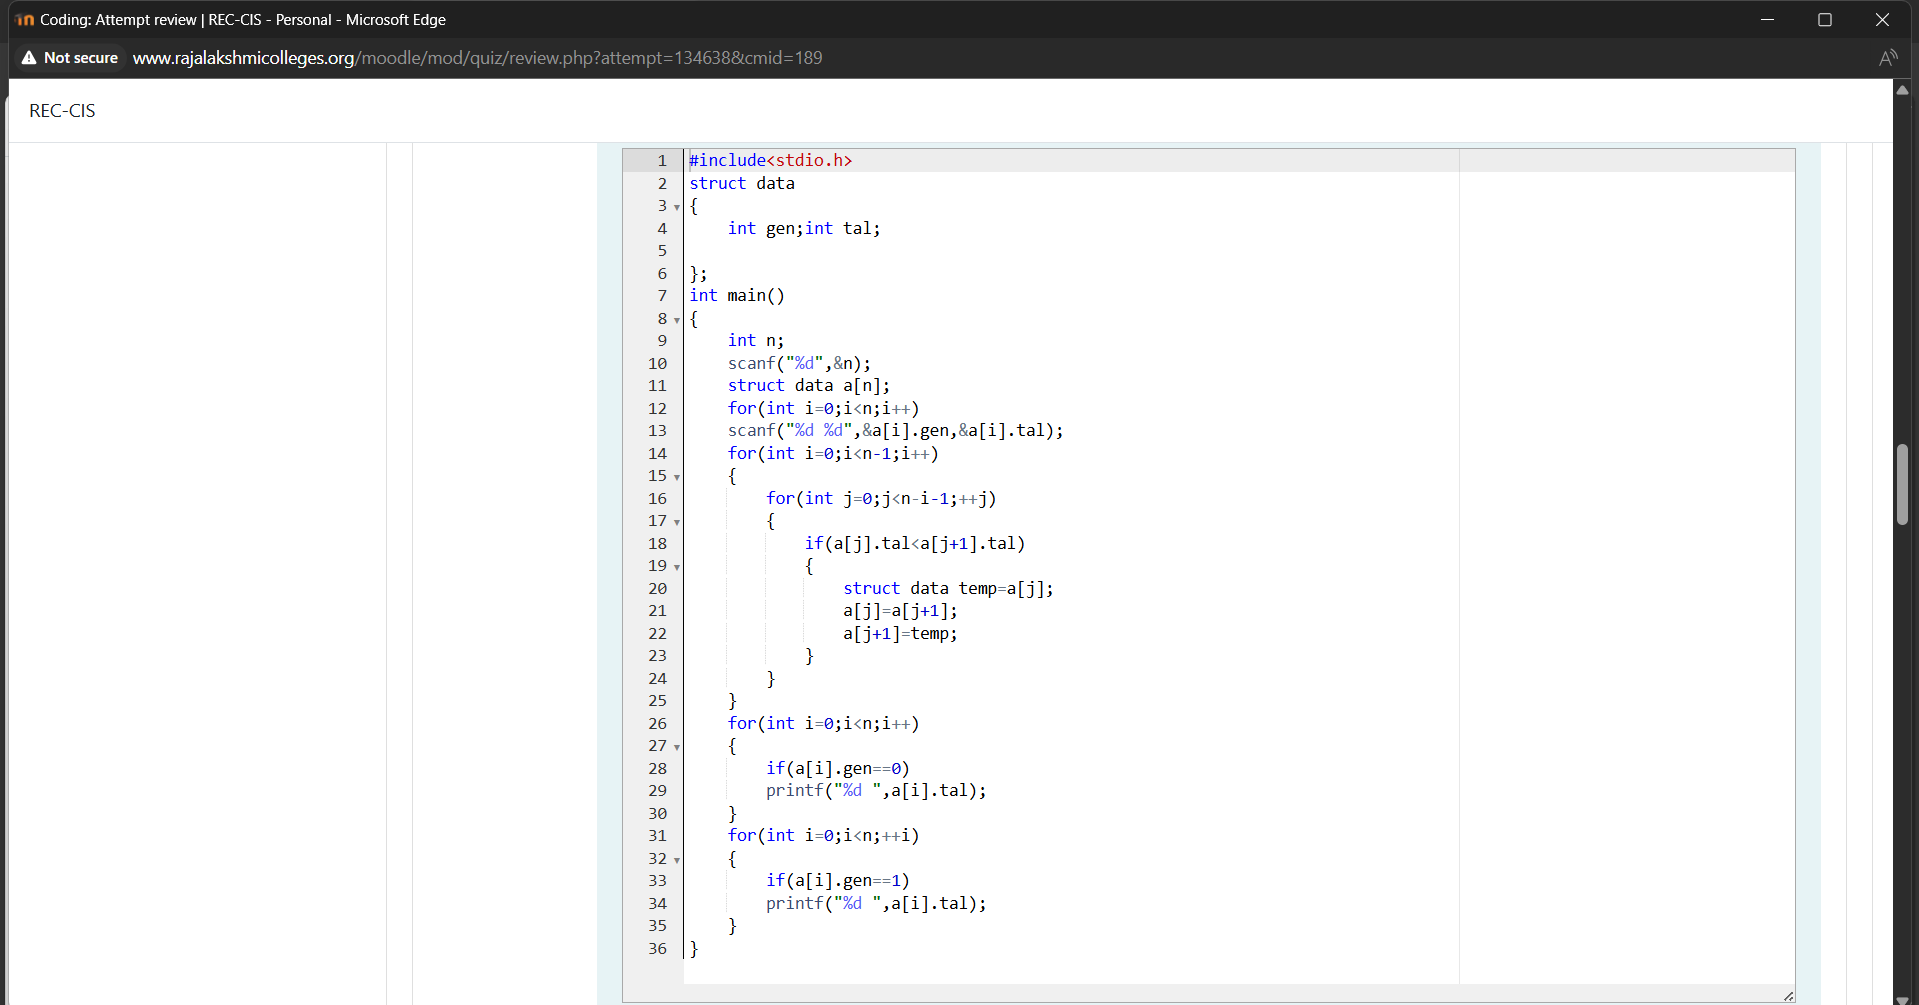 Coding: Attempt review | REC-CIS - Personal - Microsoft Edge
Not secure www.rajalakshmicolleges.org/moodle/mod/quiz/review.php?attempt=134638&cmid=189
REC-CIS
1 #include<stdio.h>
2 struct data
3 {
4     int gen;int tal;
5
6 };
7 int main()
8 {
9     int n;
10     scanf("%d",&n);
11     struct data a[n];
12     for(int i=0;i<n;i++)
13     scanf("%d %d",&a[i].gen,&a[i].tal);
14     for(int i=0;i<n-1;i++)
15     {
16         for(int j=0;j<n-i-1;++j)
17         {
18             if(a[j].tal<a[j+1].tal)
19             {
20                 struct data temp=a[j];
21                 a[j]=a[j+1];
22                 a[j+1]=temp;
23             }
24         }
25     }
26     for(int i=0;i<n;i++)
27     {
28         if(a[i].gen==0)
29         printf("%d ",a[i].tal);
30     }
31     for(int i=0;i<n;++i)
32     {
33         if(a[i].gen==1)
34         printf("%d ",a[i].tal);
35     }
36 }